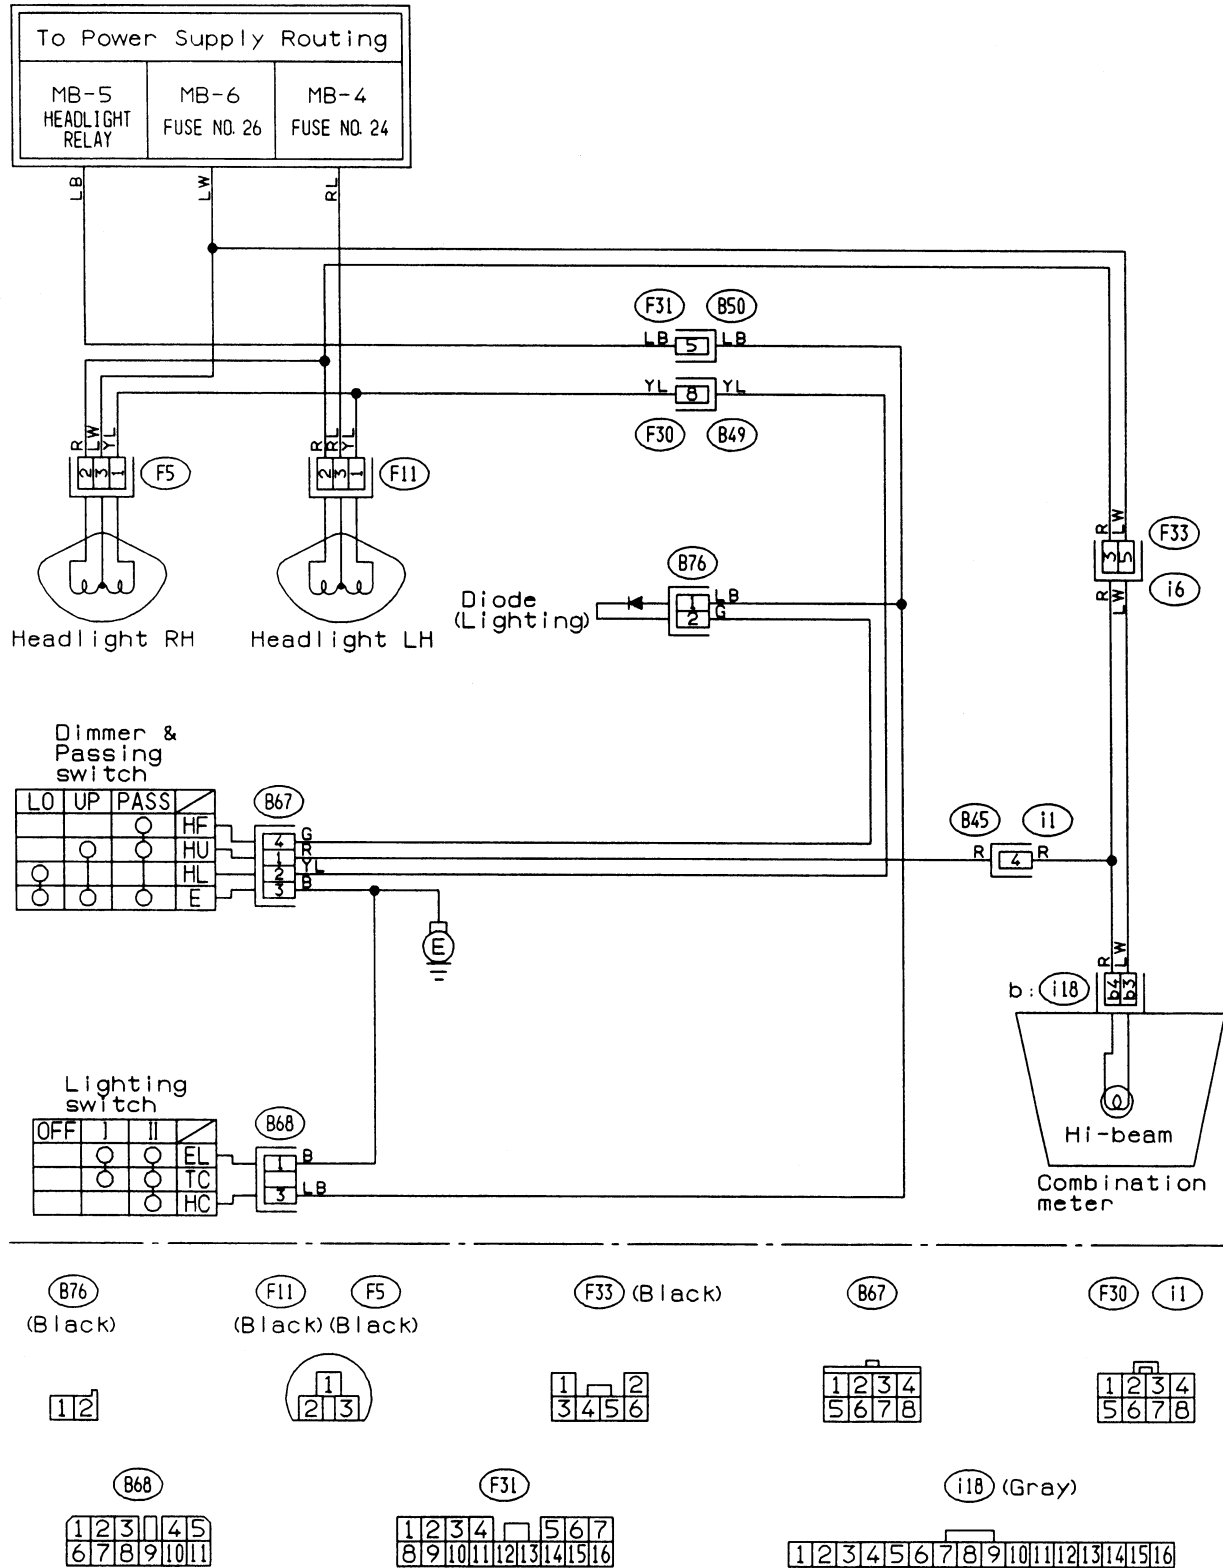 To Power Supply Routing
MB-5
HEADLIGHT
RELAY
MB-6
FUSE NO. 26
MB-4
FUSE NO. 24
LB
LW
RL
F31
B50
LB
5
LB
YL
8
YL
F30
B49
R
LW
YL
2
3
1
F5
R
RL
YL
2
3
1
F11
Headlight RH
Headlight LH
R
LW
3
5
F33
R
LW
i6
B76
Diode
(Lighting)
1
LB
2
G
Dimmer &
Passing
switch
LO UP PASS
HF
HU
HL
E
B67
4 G
1 R
2 YL
3 B
E
B45
i1
R
4
R
R
LW
b: i18
b4
b3
Hi-beam
Combination
meter
Lighting
switch
OFF I II
EL
TC
HC
B68
1 B
3 LB
B76
(Black)
1 2
F11
F5
(Black) (Black)
1
2 3
F33 (Black)
1 2
3 4 5 6
B67
1 2 3 4
5 6 7 8
F30
i1
1 2 3 4
5 6 7 8
B68
1 2 3 4 5
6 7 8 9 10 11
F31
1 2 3 4 5 6 7
8 9 10 11 12 13 14 15 16
i18 (Gray)
1 2 3 4 5 6 7 8 9 10 11 12 13 14 15 16